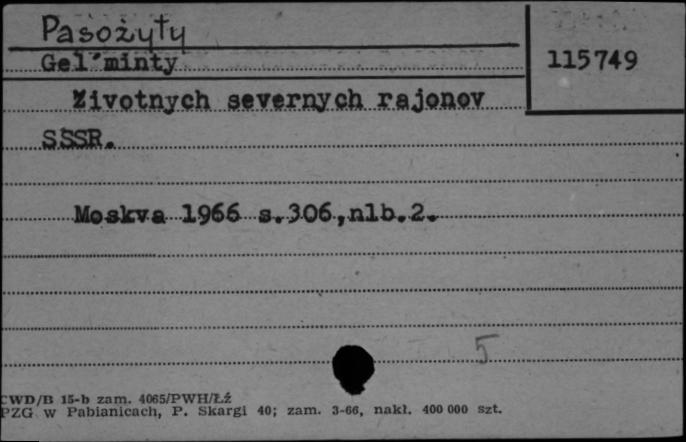 Pasożyty
Gel'minty
115749
Životnych severnych rajonov
SSSR.
Moskva 1966 s.306,nlb.2.
5
CWD/B 15-b zam. 4065/PWH/Łź
PZG w Pabianicach, P. Skargi 40; zam. 3-66, nakł. 400 000 szt.